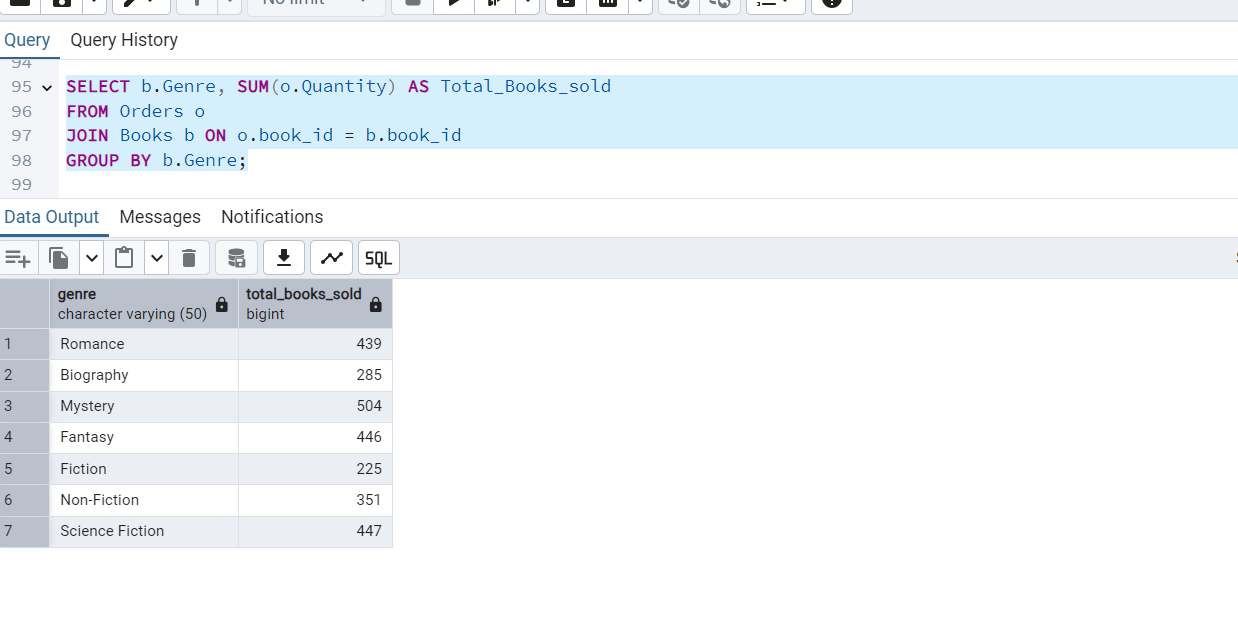 No limit
Query Query History
94
95 SELECT b.Genre, SUM(o.Quantity) AS Total_Books_sold
96 FROM Orders o
97 JOIN Books b ON o.book_id = b.book_id
98 GROUP BY b.Genre;
99
Data Output Messages Notifications
SQL
genre total_books_sold
character varying (50) bigint
1 Romance 439
2 Biography 285
3 Mystery 504
4 Fantasy 446
5 Fiction 225
6 Non-Fiction 351
7 Science Fiction 447